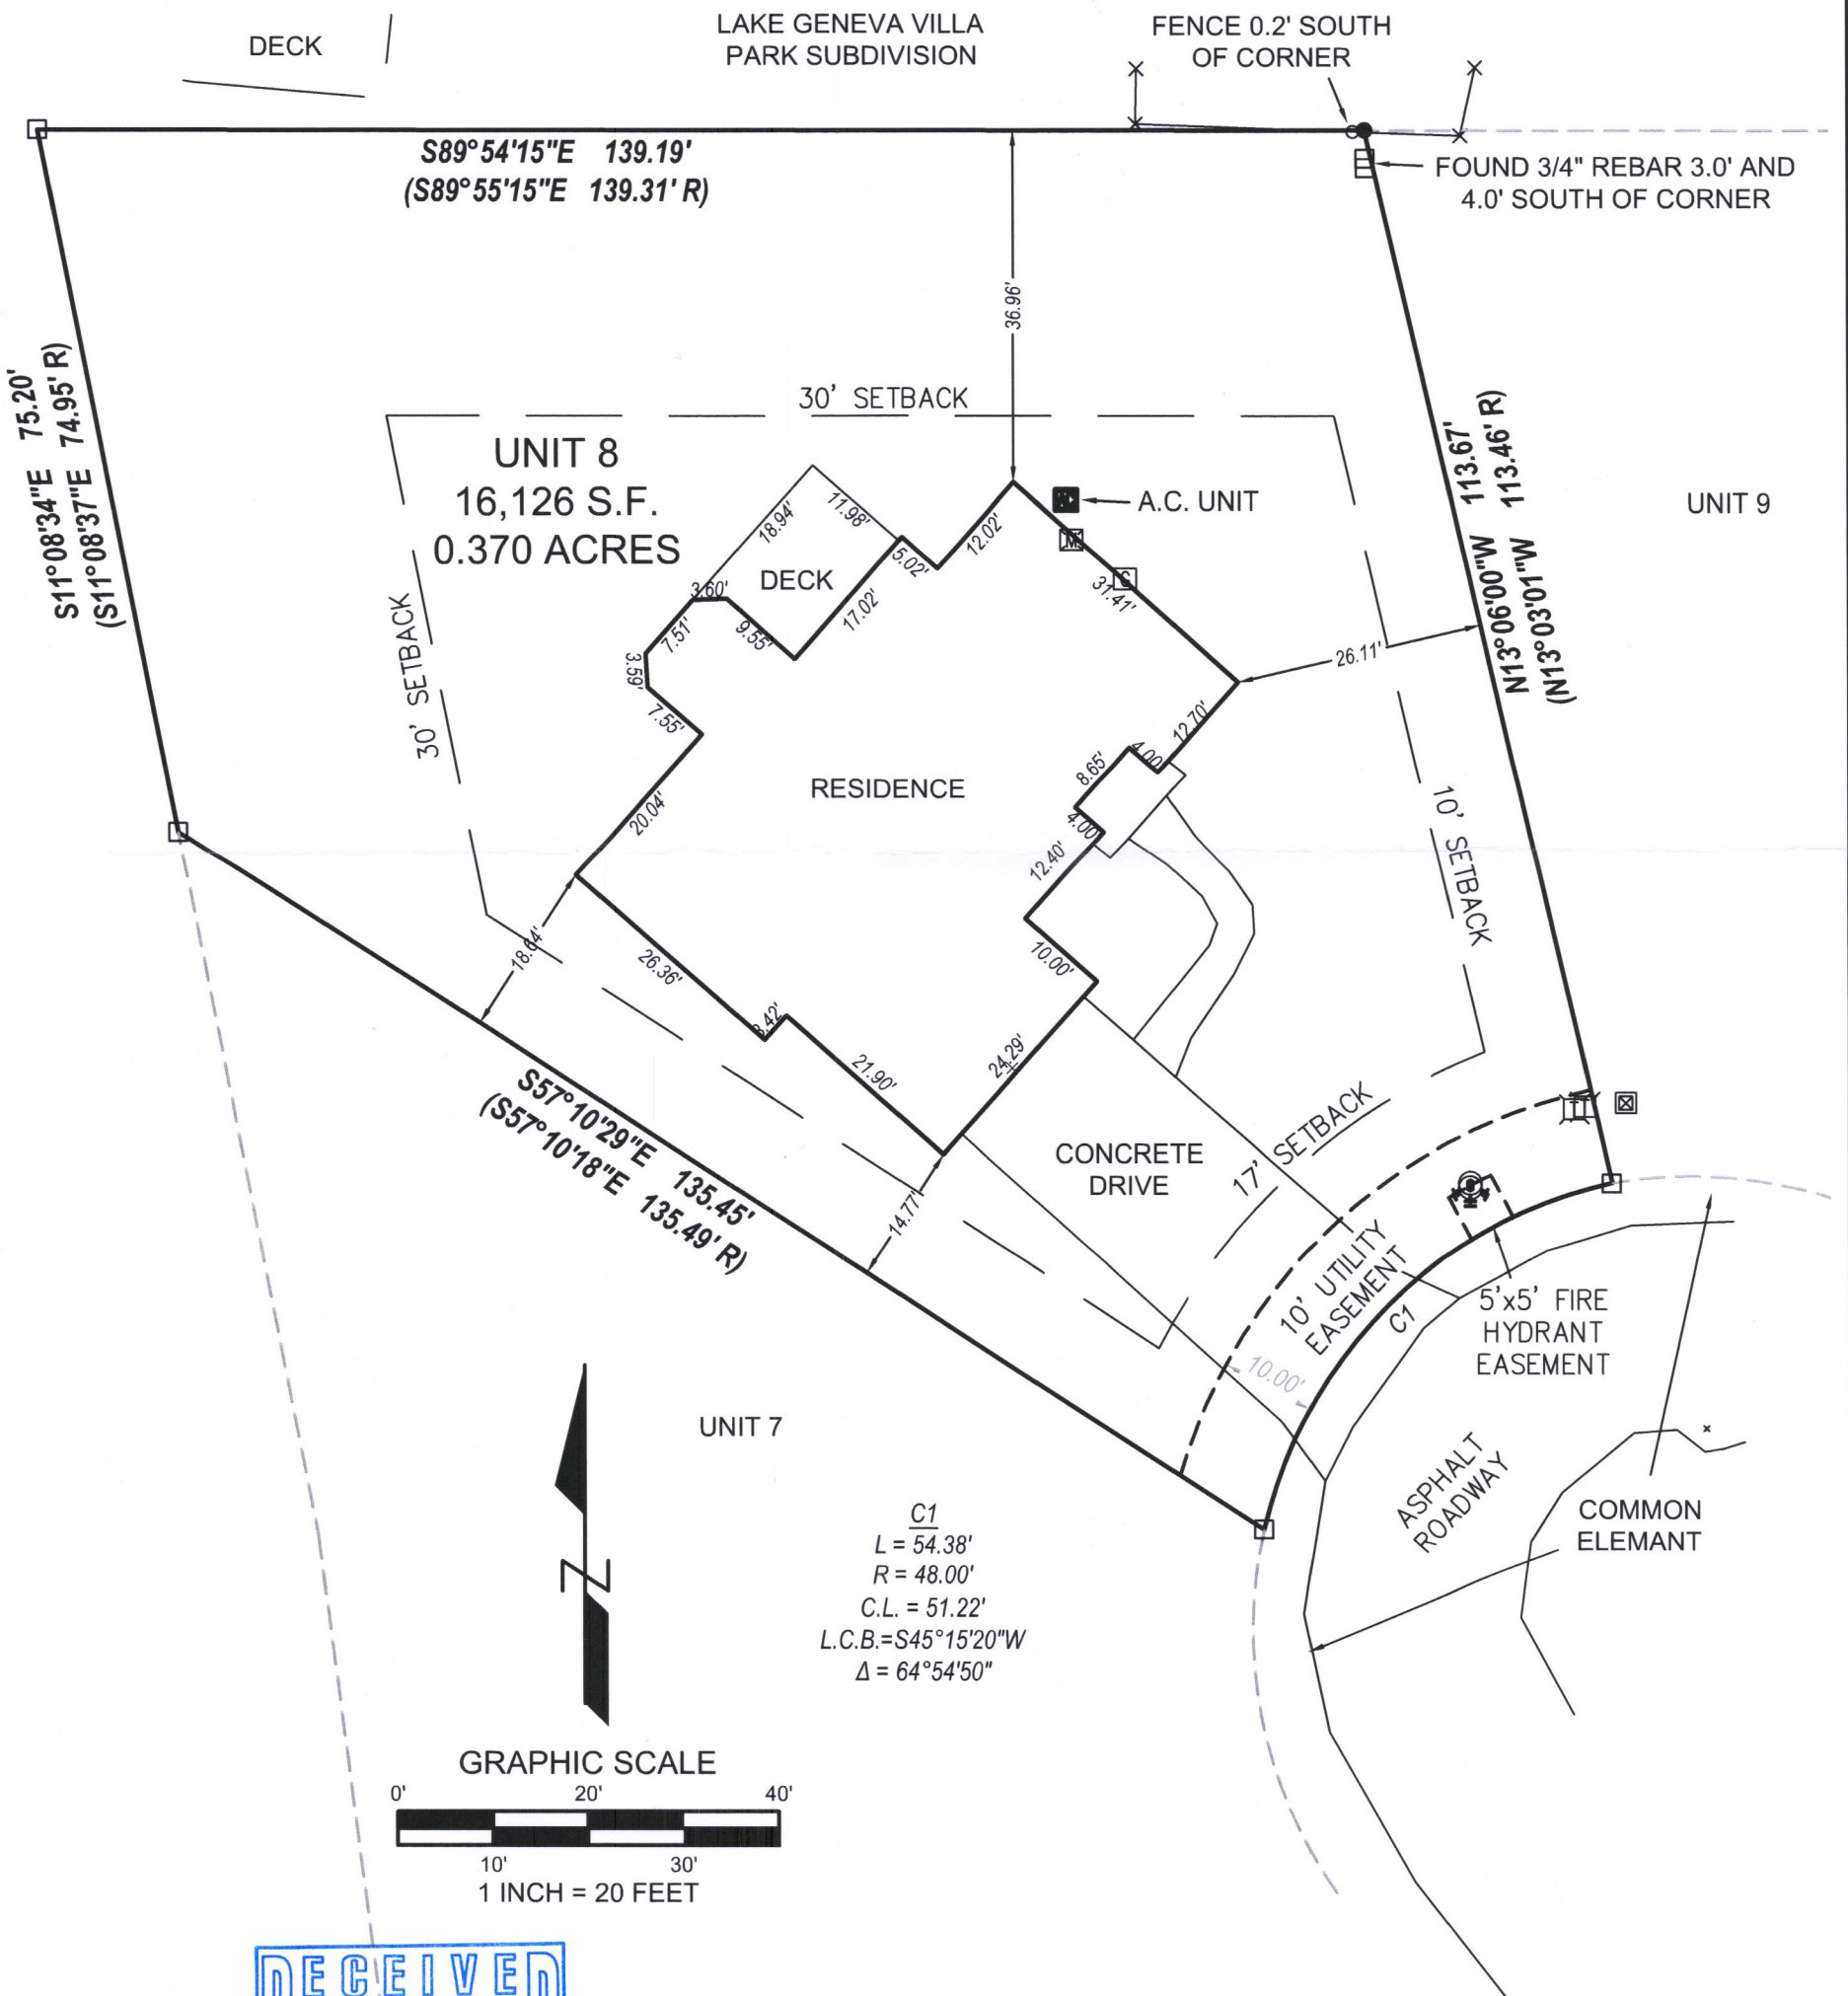 DECK
LAKE GENEVA VILLA
PARK SUBDIVISION
FENCE 0.2' SOUTH
OF CORNER
S89°54'15"E 139.19'
(S89°55'15"E 139.31' R)
FOUND 3/4" REBAR 3.0' AND
4.0' SOUTH OF CORNER
36.96'
S11°08'34"E 75.20'
(S11°08'37"E 74.95' R)
30' SETBACK
UNIT 8
16,126 S.F.
0.370 ACRES
N13°06'00"W 113.67'
(N13°03'01"W 113.46' R)
UNIT 9
A.C. UNIT
M
G
18.94'
11.98'
5.02'
12.02'
DECK
3.60'
7.51'
9.55'
17.02'
31.41'
3.59'
7.55'
26.11'
30' SETBACK
12.70'
4.00'
8.65'
4.00'
RESIDENCE
20.04'
12.40'
10' SETBACK
10.00'
18.64'
26.36'
3.42'
21.90'
24.29'
S57°10'29"E 135.45'
(S57°10'18"E 135.49' R)
14.77'
CONCRETE
DRIVE
17' SETBACK
T
10' UTILITY
EASEMENT
10.00'
C1
5'x5' FIRE
HYDRANT
EASEMENT
UNIT 7
ASPHALT
ROADWAY
COMMON
ELEMANT
C1
L = 54.38'
R = 48.00'
C.L. = 51.22'
L.C.B.=S45°15'20"W
Δ = 64°54'50"
N
GRAPHIC SCALE
0' 20' 40'
10' 30'
1 INCH = 20 FEET
RECEIVED